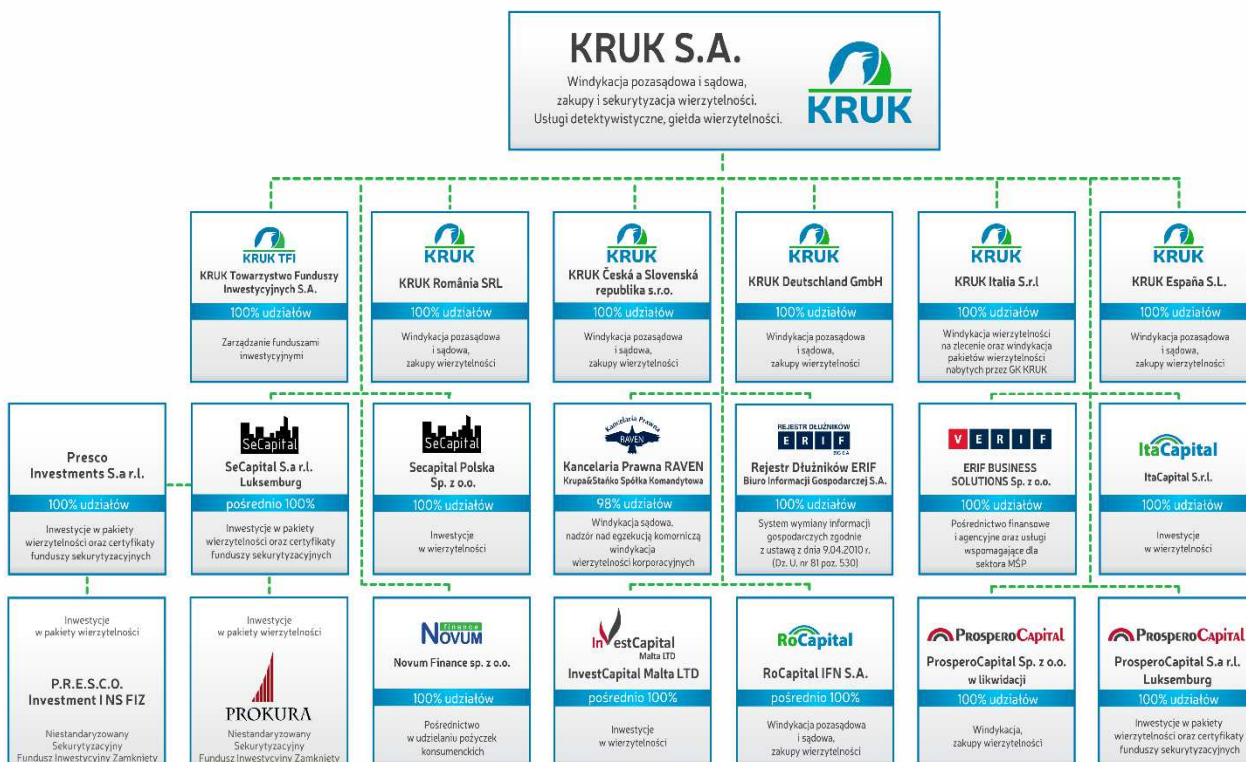 KRUK S.A.
Windykacja pozasądowa i sądowa,
zakupy i sekurytyzacja wierzytelności.
Usługi detektywistyczne, giełda wierzytelności.
KRUK
KRUK TFI
KRUK Towarzystwo Funduszy
Inwestycyjnych S.A.
100% udziałów
Zarządzanie funduszami
inwestycyjnymi
KRUK
KRUK România SRL
100% udziałów
Windykacja pozasądowa
i sądowa,
zakupy wierzytelności
KRUK
KRUK Česká a Slovenská
republika s.r.o.
100% udziałów
Windykacja pozasądowa
i sądowa,
zakupy wierzytelności
KRUK
KRUK Deutschland GmbH
100% udziałów
Windykacja pozasądowa
i sądowa,
zakupy wierzytelności
KRUK
KRUK Italia S.r.l
100% udziałów
Windykacja wierzytelności
na zlecenie oraz windykacja
pakietów wierzytelności
nabytych przez GK KRUK
KRUK
KRUK España S.L.
100% udziałów
Windykacja pozasądowa
i sądowa,
zakupy wierzytelności
Presco
Investments S.a r.l.
100% udziałów
Inwestycje w pakiety
wierzytelności oraz certyfikaty
funduszy sekurytyzacyjnych
SeCapital
SeCapital S.a r.l.
Luksemburg
pośrednio 100%
Inwestycje w pakiety
wierzytelności oraz certyfikaty
funduszy sekurytyzacyjnych
SeCapital
Secapital Polska
Sp. z o.o.
100% udziałów
Inwestycje
w wierzytelności
Kancelaria Prawna
RAVEN
Kancelaria Prawna RAVEN
Krupa&Stańko Spółka Komandytowa
98% udziałów
Windykacja sądowa,
nadzór nad egzekucją komorniczą
windykacja
wierzytelności korporacyjnych
REJESTR DŁUŻNIKÓW
ERIF
BIG S.A.
Rejestr Dłużników ERIF
Biuro Informacji Gospodarczej S.A.
100% udziałów
System wymiany informacji
gospodarczych zgodnie
z ustawą z dnia 9.04.2010 r.
(Dz. U. nr 81 poz. 530)
VERIF
ERIF BUSINESS
SOLUTIONS Sp. z o.o.
100% udziałów
Pośrednictwo finansowe
i agencyjne oraz usługi
wspomagające dla
sektora MŚP
ItaCapital
ItaCapital S.r.l.
100% udziałów
Inwestycje
w wierzytelności
Inwestycje
w pakiety wierzytelności
P.R.E.S.C.O.
Investment I NS FIZ
Niestandaryzowany
Sekurytyzacyjny
Fundusz Inwestycyjny Zamknięty
Inwestycje
w pakiety wierzytelności
PROKURA
Niestandaryzowany
Sekurytyzacyjny
Fundusz Inwestycyjny Zamknięty
NOVUM finance
Novum Finance sp. z o.o.
100% udziałów
Pośrednictwo
w udzielaniu pożyczek
konsumenckich
InvestCapital
Malta LTD
InvestCapital Malta LTD
pośrednio 100%
Inwestycje
w wierzytelności
RoCapital
RoCapital IFN S.A.
pośrednio 100%
Windykacja pozasądowa
i sądowa,
zakupy wierzytelności
PROSPEROCAPITAL
ProsperoCapital Sp. z o.o.
w likwidacji
100% udziałów
Windykacja,
zakupy wierzytelności
PROSPEROCAPITAL
ProsperoCapital S.a r.l.
Luksemburg
100% udziałów
Inwestycje w pakiety
wierzytelności oraz certyfikaty
funduszy sekurytyzacyjnych